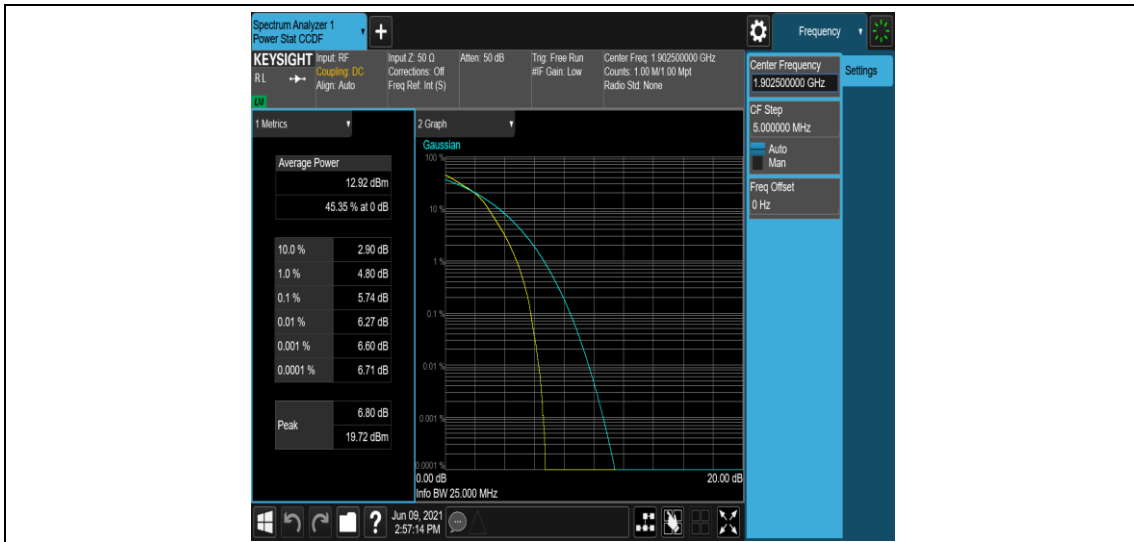 Spectrum Analyzer 1
Power Stat CCDF
+
Frequency
KEYSIGHT
RL
LXI
Input: RF
Coupling: DC
Align: Auto
Input Z: 50 Ω
Corrections: Off
Freq Ref: Int (S)
Atten: 50 dB
Trig: Free Run
#IF Gain: Low
Center Freq: 1.902500000 GHz
Counts: 1.00 M/1.00 Mpt
Radio Std: None
Center Frequency
1.902500000 GHz
Settings
CF Step
5.000000 MHz
Auto
Man
Freq Offset
0 Hz
1 Metrics
Average Power
12.92 dBm
45.35 % at 0 dB
10.0 % 2.90 dB
1.0 % 4.80 dB
0.1 % 5.74 dB
0.01 % 6.27 dB
0.001 % 6.60 dB
0.0001 % 6.71 dB
Peak
6.80 dB
19.72 dBm
2 Graph
Gaussian
100 %
10 %
1 %
0.1 %
0.01 %
0.001 %
0.0001 %
0.00 dB 20.00 dB
Info BW 25.000 MHz
?
Jun 09, 2021
2:57:14 PM